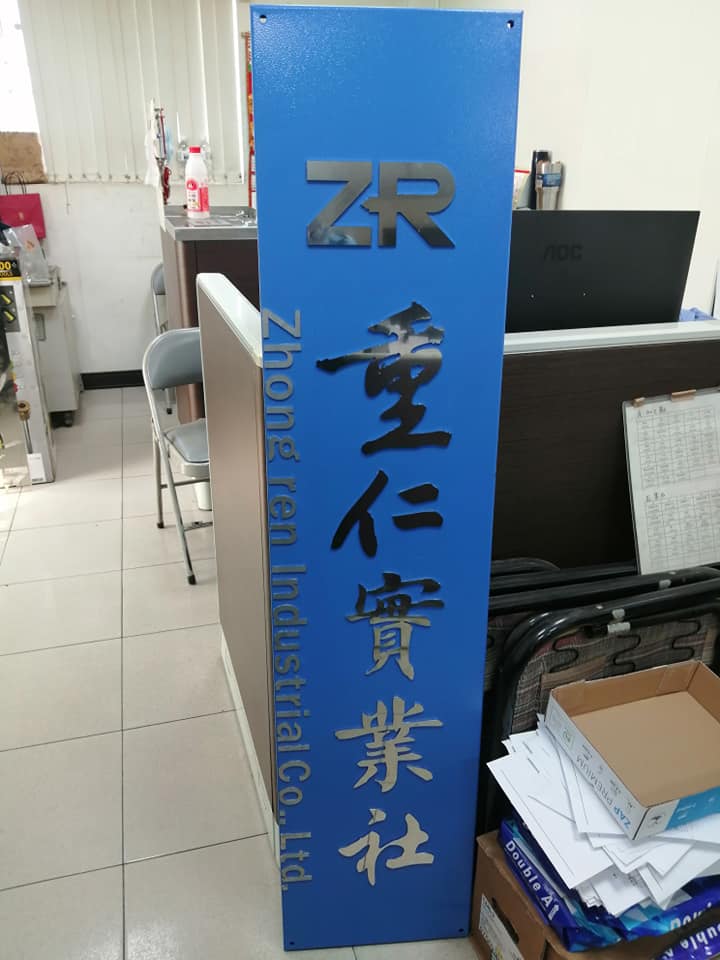 ZR
重仁實業社
Zhong ren Industrial Co., Ltd.
AOC
ZAP PREMIUM
Double A
Double